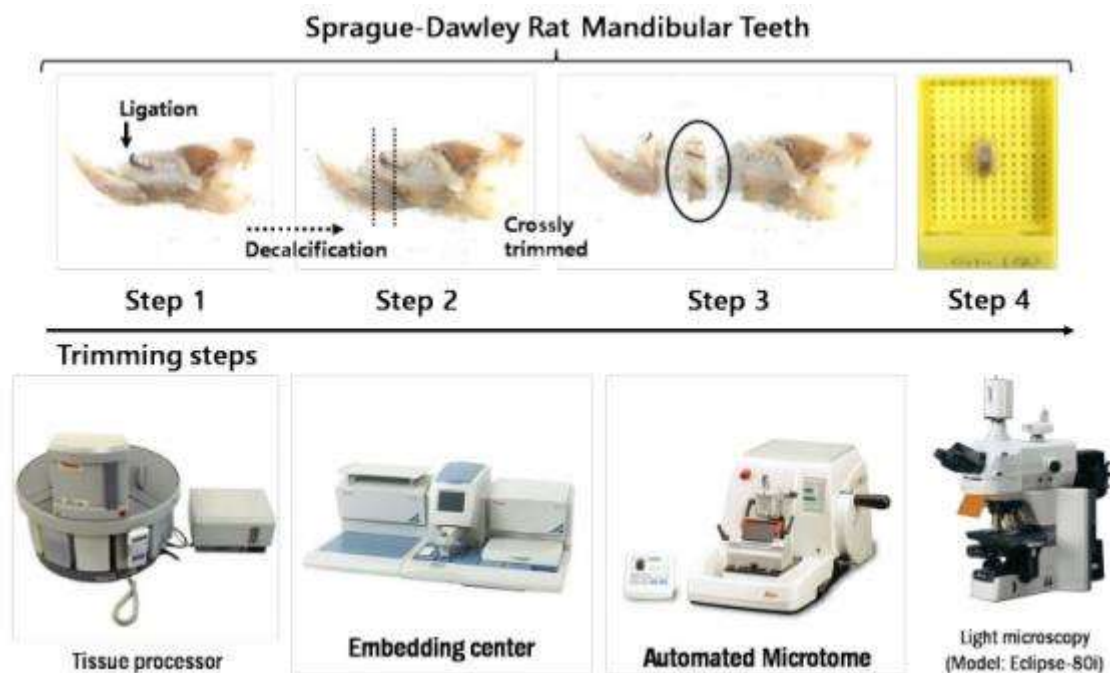 Sprague-Dawley Rat Mandibular Teeth
Ligation
Decalcification
Crossly
trimmed
Step 1
Step 2
Step 3
Step 4
Trimming steps
Tissue processor
Embedding center
Automated Microtome
Light microscopy
(Model: Eclipse-80i)